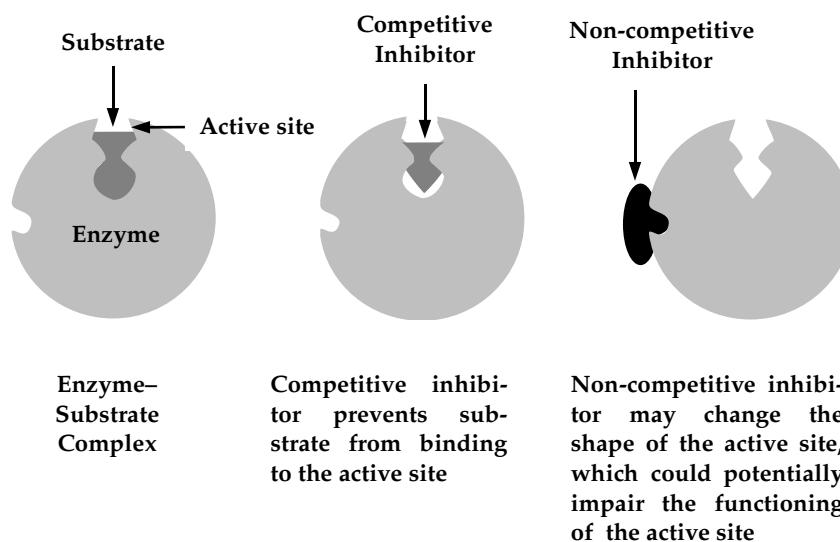 Substrate
Active site
Enzyme
Competitive
Inhibitor
Non-competitive
Inhibitor
Enzyme–
Substrate
Complex
Competitive inhibi-
tor prevents sub-
strate from binding
to the active site
Non-competitive inhibi-
tor may change the
shape of the active site,
which could potentially
impair the functioning
of the active site